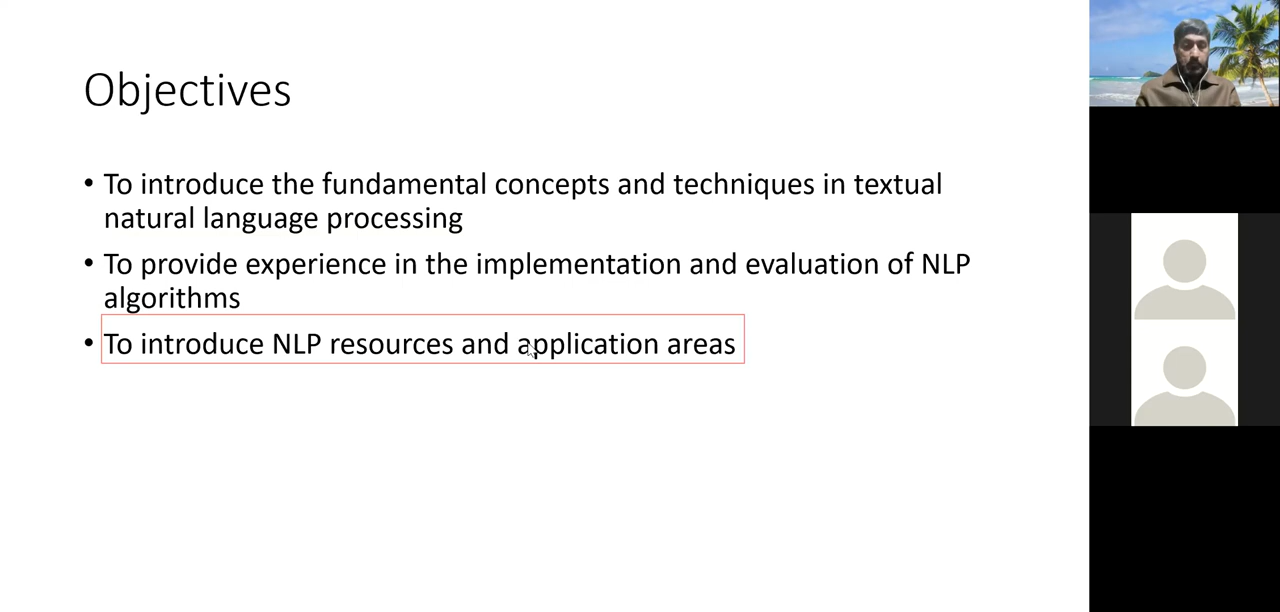 Objectives
• To introduce the fundamental concepts and techniques in textual
natural language processing
• To provide experience in the implementation and evaluation of NLP
algorithms
• To introduce NLP resources and application areas